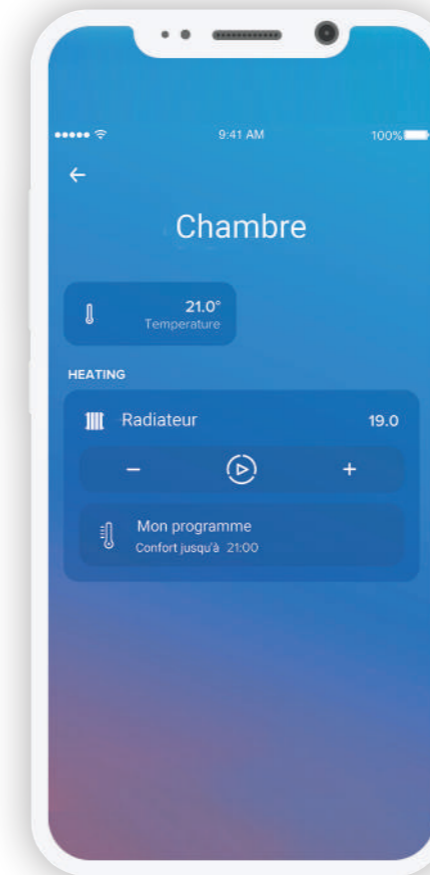 9:41 AM
100%
Chambre
21.0°
Temperature
HEATING
Radiateur
19.0
Mon programme
Confort jusqu'à 21:00